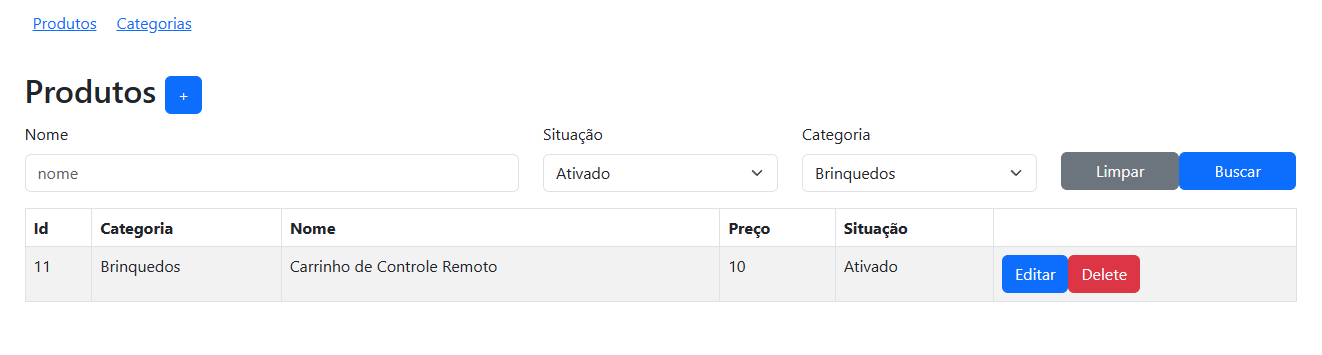 Produtos Categorias
Produtos +
Nome Situação Categoria
nome Ativado Brinquedos Limpar Buscar
Id Categoria Nome Preço Situação
11 Brinquedos Carrinho de Controle Remoto 10 Ativado Editar Delete